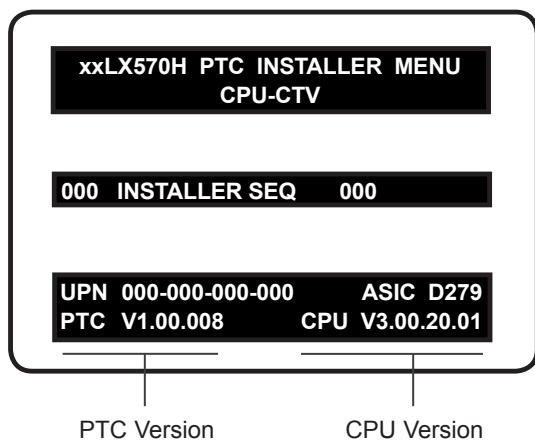 xxLX570H PTC INSTALLER MENU
CPU-CTV
000 INSTALLER SEQ 000
UPN 000-000-000-000 ASIC D279
PTC V1.00.008 CPU V3.00.20.01
PTC Version CPU Version